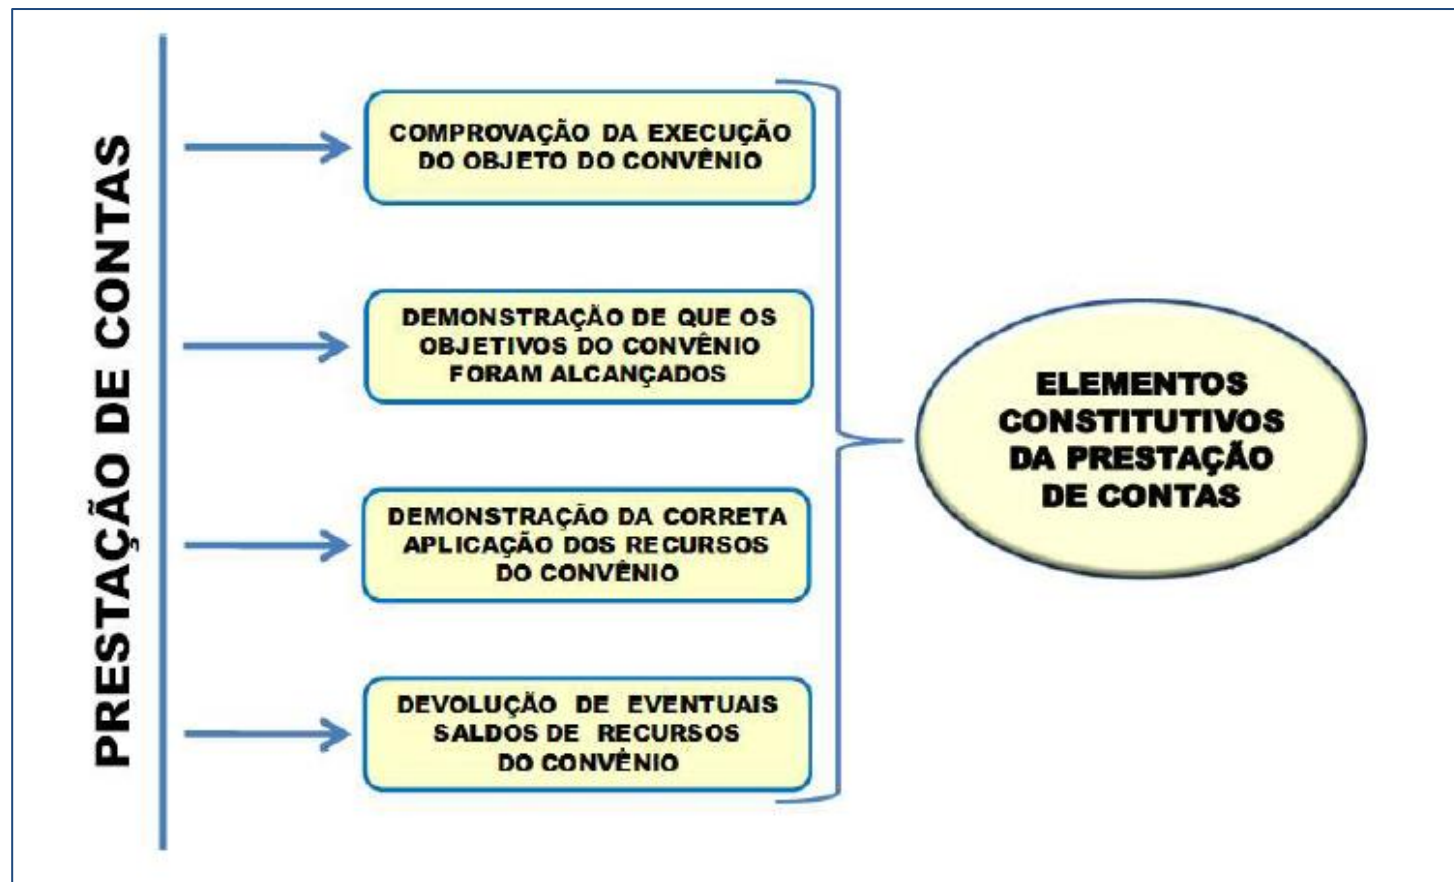 PRESTAÇÃO DE CONTAS
COMPROVAÇÃO DA EXECUÇÃO
DO OBJETO DO CONVÊNIO
DEMONSTRAÇÃO DE QUE OS
OBJETIVOS DO CONVÊNIO
FORAM ALCANÇADOS
DEMONSTRAÇÃO DA CORRETA
APLICAÇÃO DOS RECURSOS
DO CONVÊNIO
DEVOLUÇÃO DE EVENTUAIS
SALDOS DE RECURSOS
DO CONVÊNIO
ELEMENTOS
CONSTITUTIVOS
DA PRESTAÇÃO
DE CONTAS